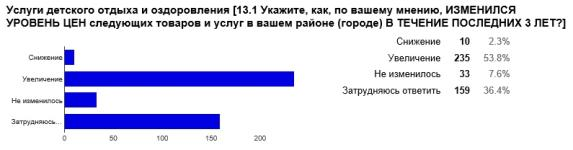 Услуги детского отдыха и оздоровления [13.1 Укажите, как, по вашему мнению, ИЗМЕНИЛСЯ
УРОВЕНЬ ЦЕН следующих товаров и услуг в вашем районе (городе) В ТЕЧЕНИЕ ПОСЛЕДНИХ 3 ЛЕТ?]
Снижение
Увеличение
Не изменилось
Затрудняюсь...
0 50 100 150 200
Снижение 10 2.3%
Увеличение 235 53.8%
Не изменилось 33 7.6%
Затрудняюсь ответить 159 36.4%